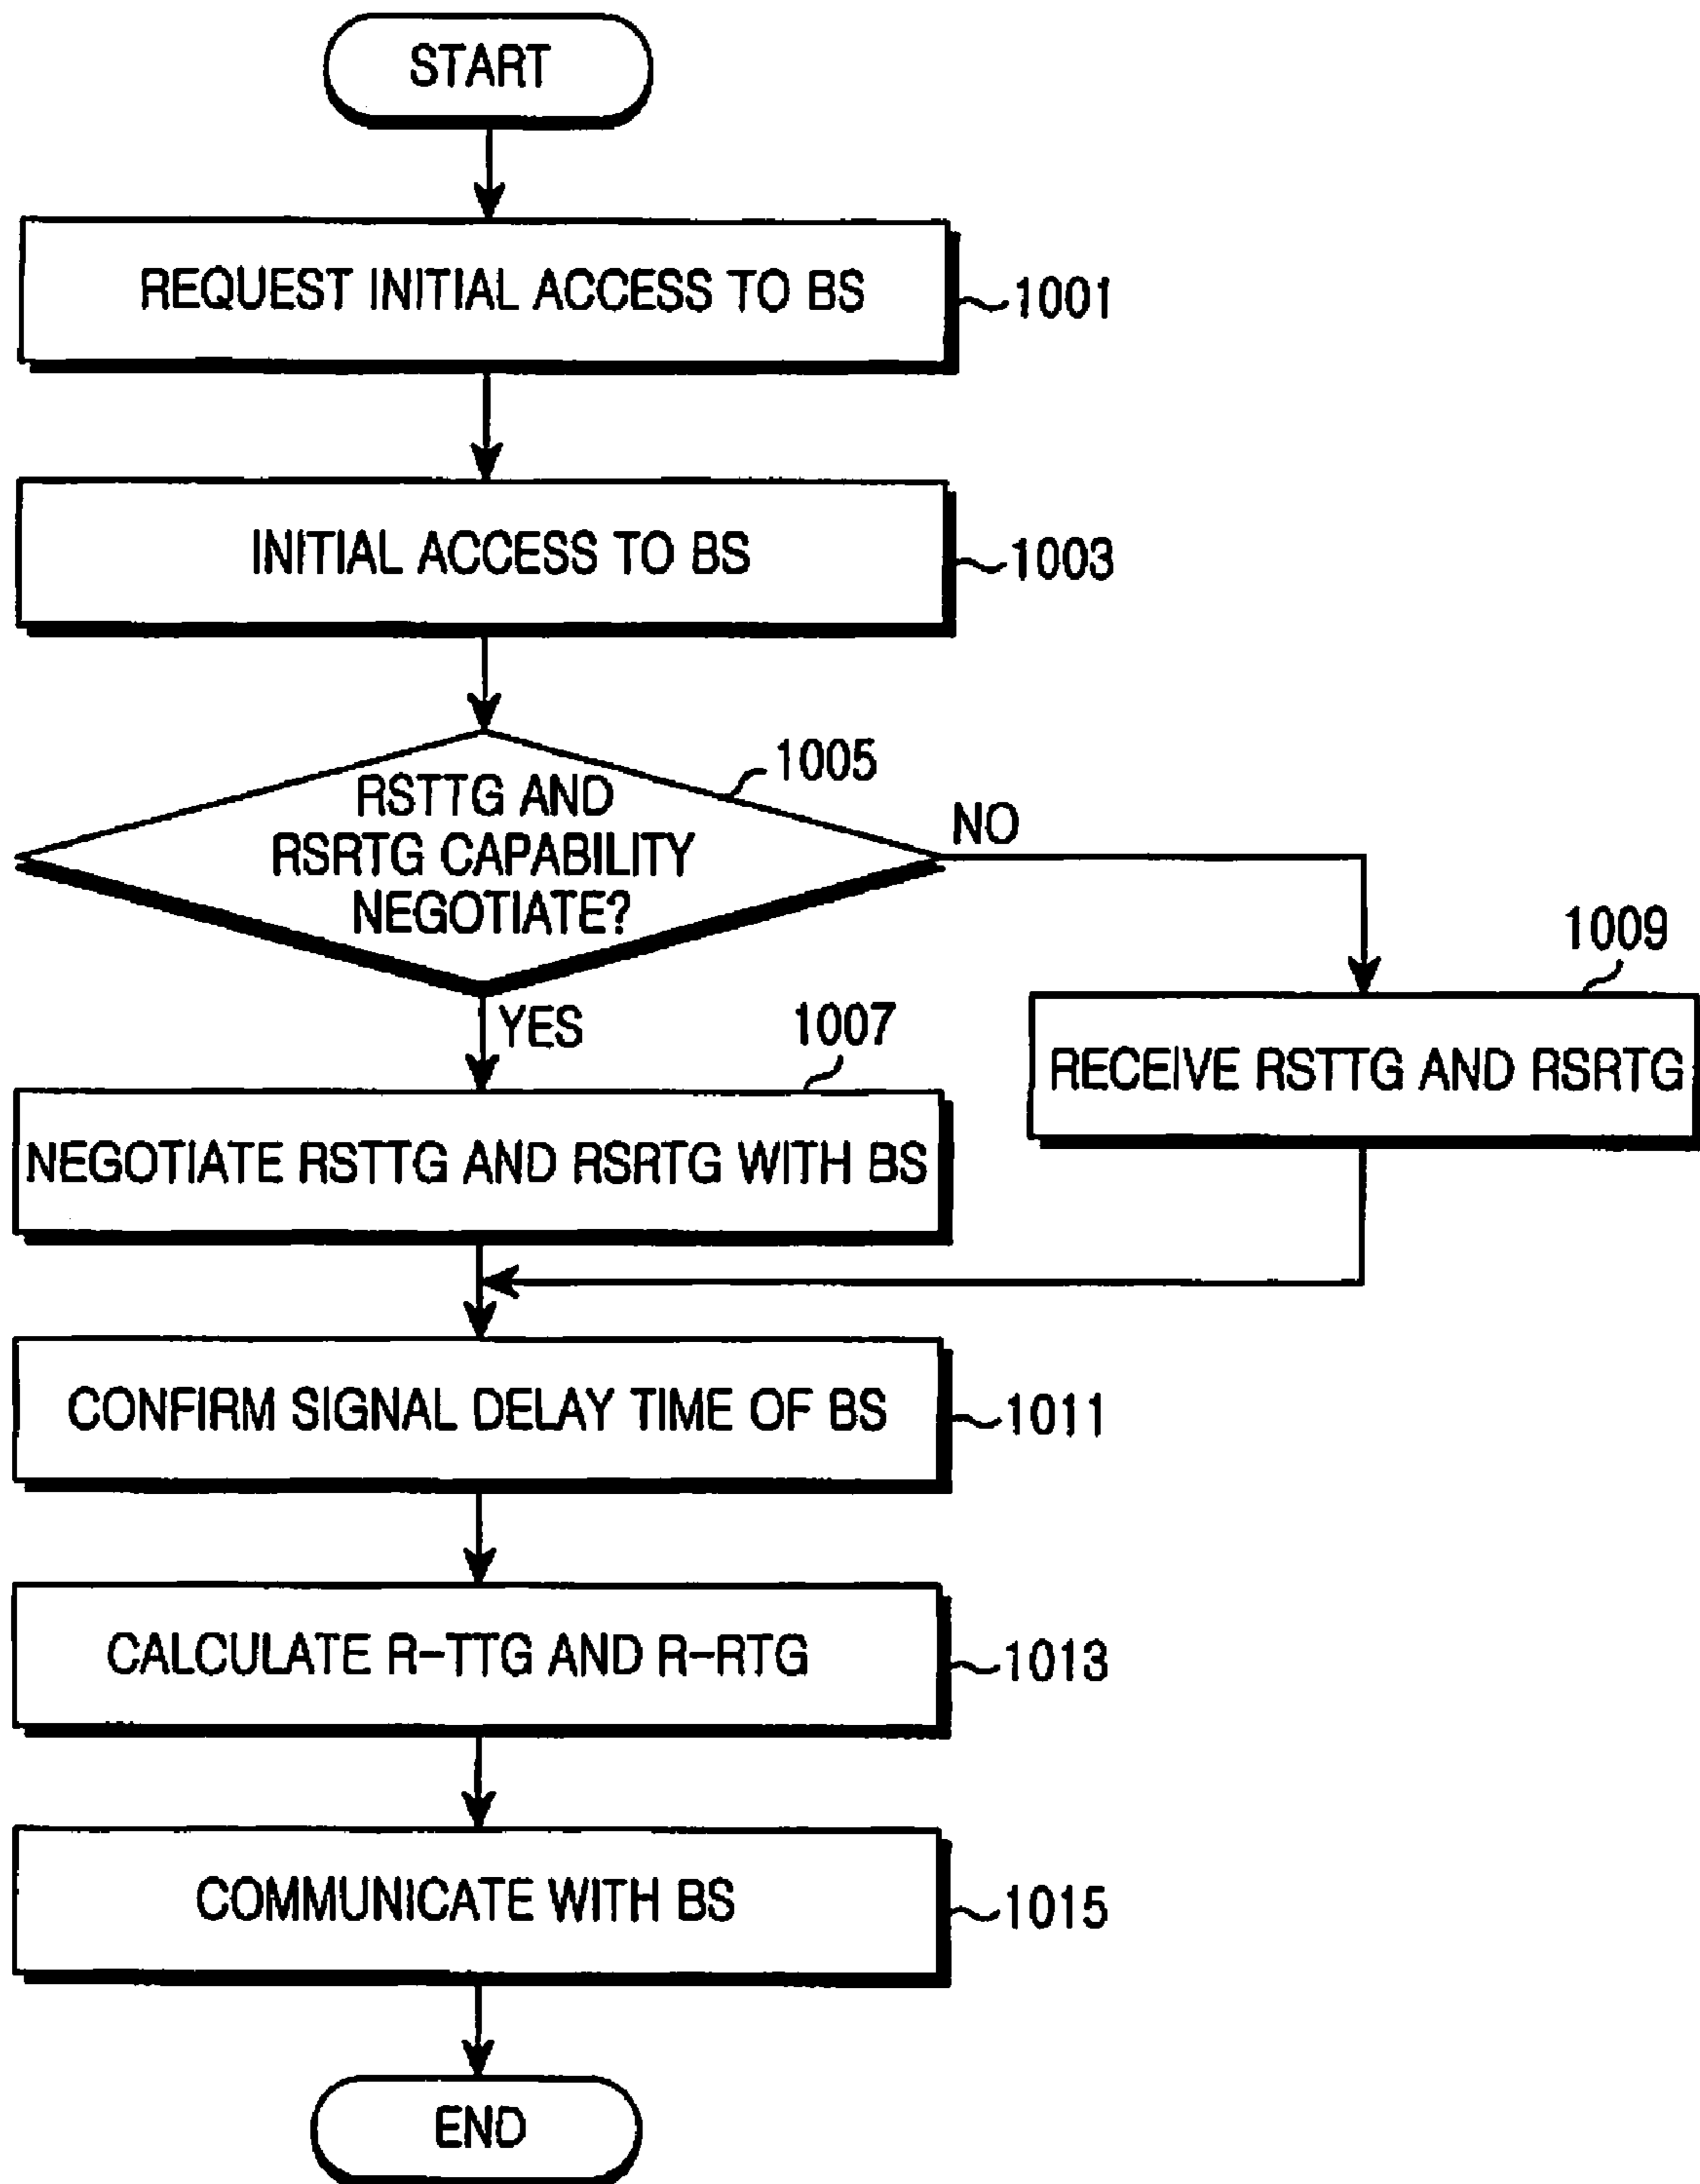 START
REQUEST INITIAL ACCESS TO BS
1001
INITIAL ACCESS TO BS
1003
1005
RSTTG AND
RSRTG CAPABILITY
NEGOTIATE?
NO
YES
1009
RECEIVE RSTTG AND RSRTG
1007
NEGOTIATE RSTTG AND RSRTG WITH BS
CONFIRM SIGNAL DELAY TIME OF BS
1011
CALCULATE R-TTG AND R-RTG
1013
COMMUNICATE WITH BS
1015
END